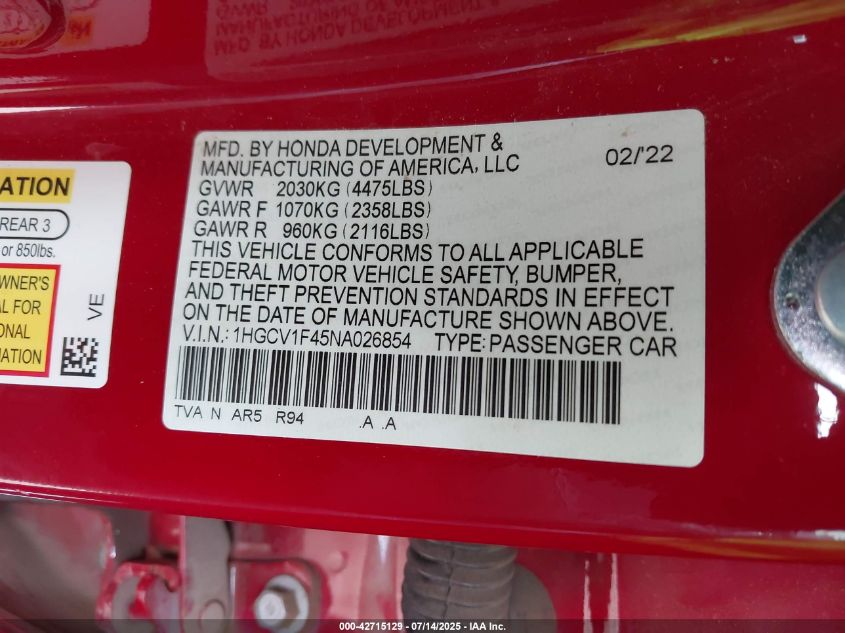 MFD. BY HONDA DEVELOPMENT &
MANUFACTURING OF AMERICA, LLC 02/'22
GVWR 2030KG (4475LBS)
GAWR F 1070KG (2358LBS)
GAWR R 960KG (2116LBS)
THIS VEHICLE CONFORMS TO ALL APPLICABLE
FEDERAL MOTOR VEHICLE SAFETY, BUMPER,
AND THEFT PREVENTION STANDARDS IN EFFECT
ON THE DATE OF MANUFACTURE SHOWN ABOVE.
V.I.N.: 1HGCV1F45NA026854 TYPE: PASSENGER CAR
TVA N AR5 R94 .A .A
ATION
REAR 3
or 850lbs.
OWNER'S
AL FOR
IONAL
MATION
VE
000-42715129 - 07/14/2025 - IAA Inc.